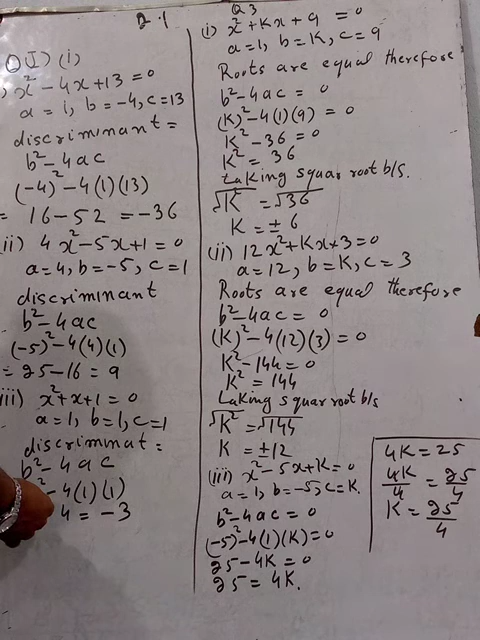 2.1
Q(I) (i)
x² - 4x + 13 = 0
a = 1, b = -4, c = 13
discriminant =
b² - 4ac
(-4)² - 4(1)(13)
= 16 - 52 = -36
ii) 4x² - 5x + 1 = 0
a = 4, b = -5, c = 1
discriminant
b² - 4ac
(-5)² - 4(4)(1)
= 25 - 16 = 9
iii) x² + x + 1 = 0
a = 1, b = 1, c = 1
discriminat =
b² - 4ac
² - 4(1)(1)
4 = -3
Q3
(i) x² + Kx + 9 = 0
a = 1, b = K, c = 9
Roots are equal therefore
b² - 4ac = 0
(K)² - 4(1)(9) = 0
K² - 36 = 0
K² = 36
taking squar root b/s.
√K² = √36
K = ± 6
(ii) 12x² + Kx + 3 = 0
a = 12, b = K, c = 3
Roots are equal therefore
b² - 4ac = 0
(K)² - 4(12)(3) = 0
K² - 144 = 0
K² = 144
taking squar root b/s
√K² = √144
K = ± 12
(iii) x² - 5x + K = 0
a = 1, b = -5, c = K.
b² - 4ac = 0
(-5)² - 4(1)(K) = 0
25 - 4K = 0
25 = 4K.
4K = 25
4K/4 = 25/4
K = 25/4